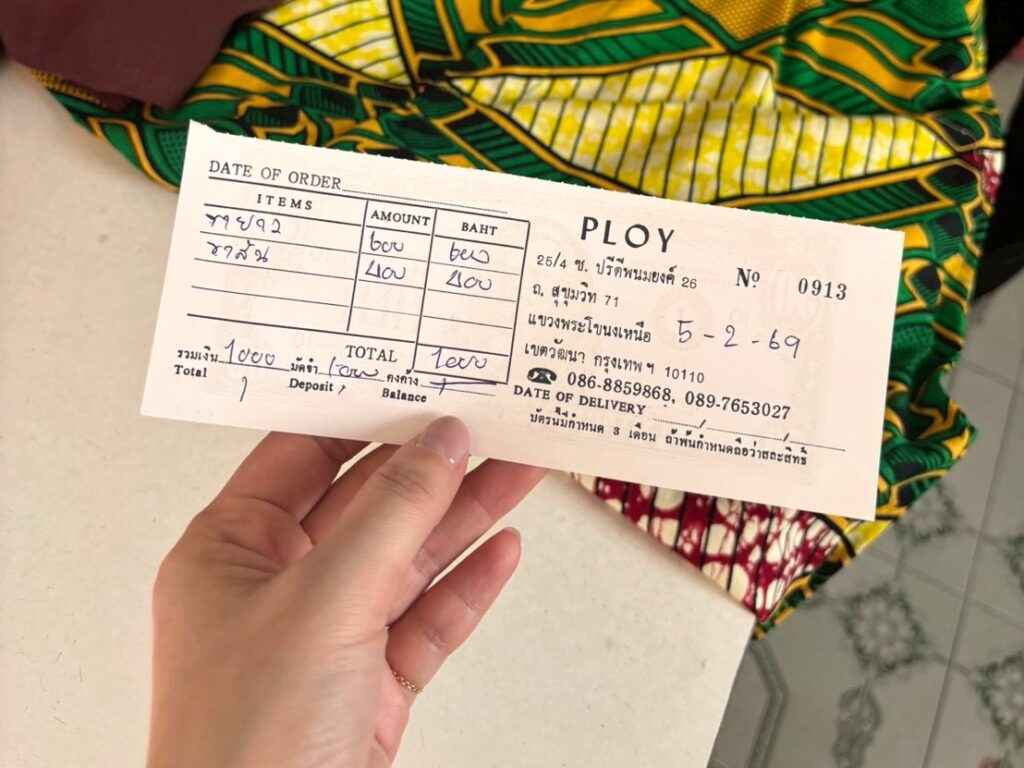 DATE OF ORDER
ITEMS AMOUNT BAHT
ขายาว 600 600
ขาสั้น 400 400
TOTAL 1000
รวมเงิน 1000 มัดจำ 1000 คงค้าง
Total Deposit Balance
PLOY
25/4 ซ. ปรีดีพนมยงค์ 26 Nº 0913
ถ. สุขุมวิท 71
แขวงพระโขนงเหนือ 5-2-69
เขตวัฒนา กรุงเทพฯ 10110
☎ 086-8859868, 089-7653027
DATE OF DELIVERY / /
บัตรนี้มีกำหนด 3 เดือน ถ้าพ้นกำหนดถือว่าสละสิทธิ์